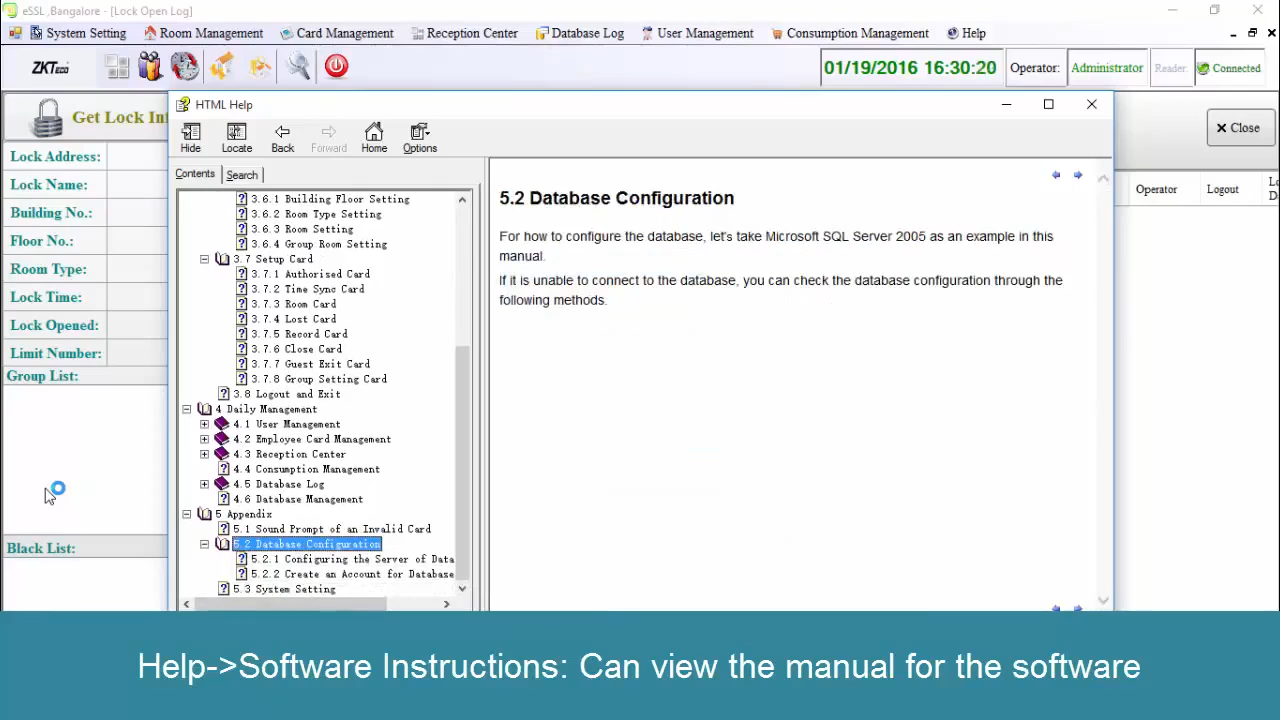 eSSL ,Bangalore - [Lock Open Log]
System Setting Room Management Card Management Reception Center Database Log User Management Consumption Management Help
ZKTeco
01/19/2016 16:30:20 Operator: Administrator Reader: Connected
Get Lock In
Close
Lock Address:
Lock Name:
Building No.:
Floor No.:
Room Type:
Lock Time:
Lock Opened:
Limit Number:
Group List:
Black List:
Operator Logout
HTML Help
Hide Locate Back Forward Home Options
Contents Search
3.6.1 Building Floor Setting
3.6.2 Room Type Setting
3.6.3 Room Setting
3.6.4 Group Room Setting
3.7 Setup Card
3.7.1 Authorised Card
3.7.2 Time Sync Card
3.7.3 Room Card
3.7.4 Lost Card
3.7.5 Record Card
3.7.6 Close Card
3.7.7 Guest Exit Card
3.7.8 Group Setting Card
3.8 Logout and Exit
4 Daily Management
4.1 User Management
4.2 Employee Card Management
4.3 Reception Center
4.4 Consumption Management
4.5 Database Log
4.6 Database Management
5 Appendix
5.1 Sound Prompt of an Invalid Card
5.2 Database Configuration
5.2.1 Configuring the Server of Data
5.2.2 Create an Account for Database
5.3 System Setting
5.2 Database Configuration
For how to configure the database, let's take Microsoft SQL Server 2005 as an example in this
manual.
If it is unable to connect to the database, you can check the database configuration through the
following methods.
Help->Software Instructions: Can view the manual for the software